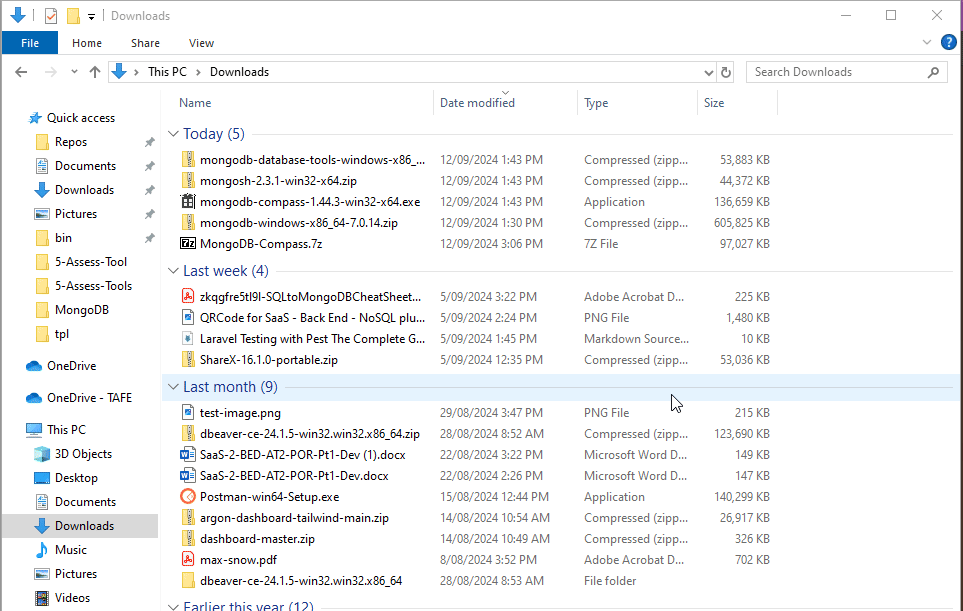 Downloads
File Home Share View
This PC Downloads
Search Downloads
Name Date modified Type Size
Quick access
Repos
Documents
Downloads
Pictures
bin
5-Assess-Tool
5-Assess-Tools
MongoDB
tpl
OneDrive
OneDrive - TAFE
This PC
3D Objects
Desktop
Documents
Downloads
Music
Pictures
Videos
Today (5)
mongodb-database-tools-windows-x86_... 12/09/2024 1:43 PM Compressed (zipp... 53,883 KB
mongosh-2.3.1-win32-x64.zip 12/09/2024 1:43 PM Compressed (zipp... 44,372 KB
mongodb-compass-1.44.3-win32-x64.exe 12/09/2024 1:43 PM Application 136,659 KB
mongodb-windows-x86_64-7.0.14.zip 12/09/2024 1:30 PM Compressed (zipp... 605,825 KB
MongoDB-Compass.7z 12/09/2024 3:06 PM 7Z File 97,027 KB
Last week (4)
zkqgfre5tl9l-SQLtoMongoDBCheatSheet... 5/09/2024 3:22 PM Adobe Acrobat D... 225 KB
QRCode for SaaS - Back End - NoSQL plu... 5/09/2024 2:24 PM PNG File 1,480 KB
Laravel Testing with Pest The Complete G... 5/09/2024 1:45 PM Markdown Source... 10 KB
ShareX-16.1.0-portable.zip 5/09/2024 12:35 PM Compressed (zipp... 53,036 KB
Last month (9)
test-image.png 29/08/2024 3:47 PM PNG File 215 KB
dbeaver-ce-24.1.5-win32.win32.x86_64.zip 28/08/2024 8:52 AM Compressed (zipp... 123,690 KB
SaaS-2-BED-AT2-POR-Pt1-Dev (1).docx 22/08/2024 3:22 PM Microsoft Word D... 149 KB
SaaS-2-BED-AT2-POR-Pt1-Dev.docx 22/08/2024 2:26 PM Microsoft Word D... 147 KB
Postman-win64-Setup.exe 15/08/2024 12:44 PM Application 140,299 KB
argon-dashboard-tailwind-main.zip 14/08/2024 10:54 AM Compressed (zipp... 26,917 KB
dashboard-master.zip 14/08/2024 10:49 AM Compressed (zipp... 326 KB
max-snow.pdf 8/08/2024 3:52 PM Adobe Acrobat D... 702 KB
dbeaver-ce-24.1.5-win32.win32.x86_64 28/08/2024 8:53 AM File folder
Earlier this year (12)